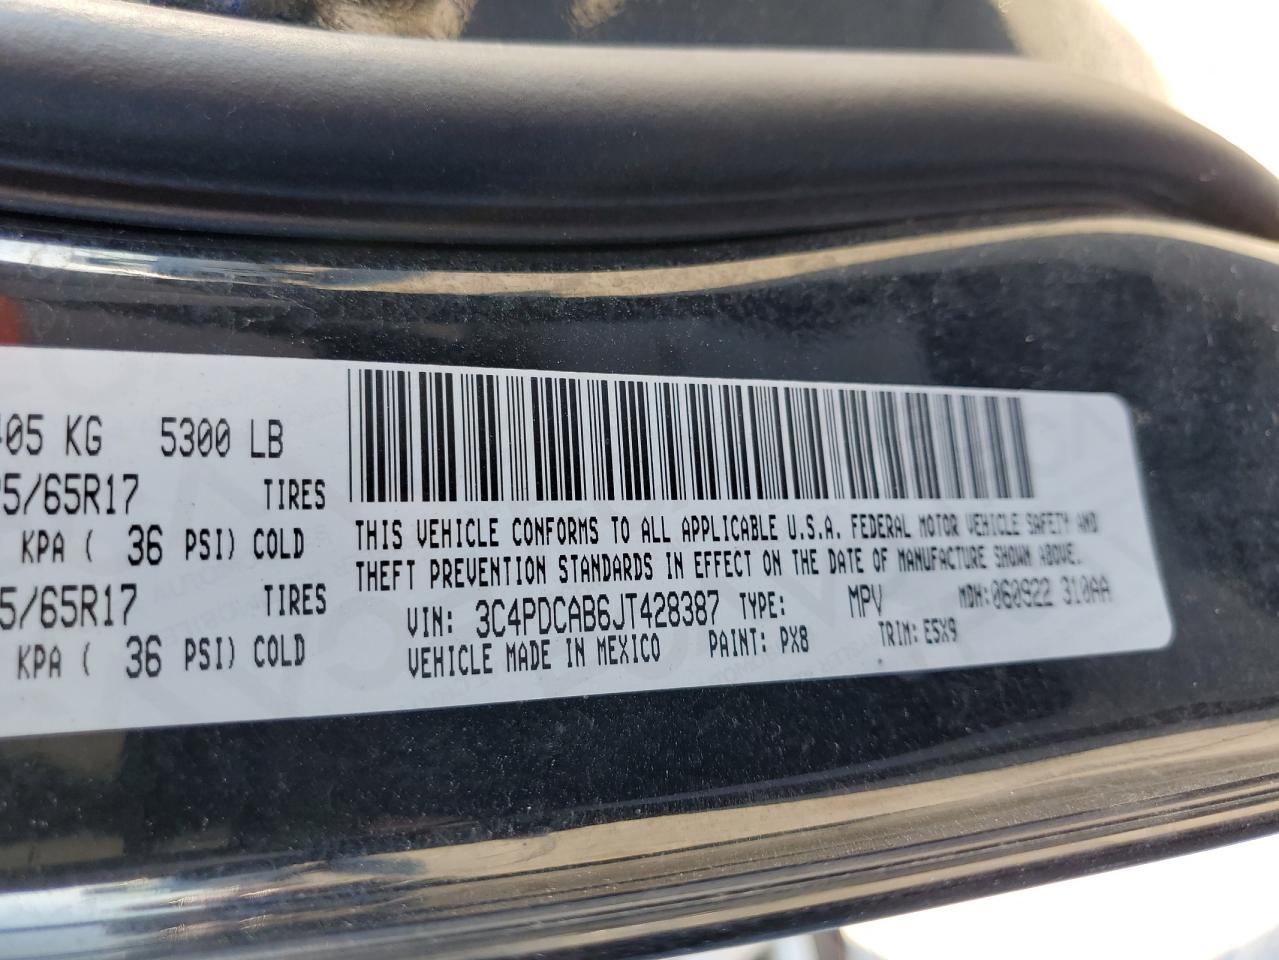 405 KG 5300 LB
5/65R17 TIRES
KPA ( 36 PSI) COLD
5/65R17 TIRES
KPA ( 36 PSI) COLD
THIS VEHICLE CONFORMS TO ALL APPLICABLE U.S.A. FEDERAL MOTOR VEHICLE SAFETY AND
THEFT PREVENTION STANDARDS IN EFFECT ON THE DATE OF MANUFACTURE SHOWN ABOVE.
VIN: 3C4PDCAB6JT428387 TYPE: MPV MDH:060922 310AA
VEHICLE MADE IN MEXICO PAINT: PX8 TRIM: E5X9